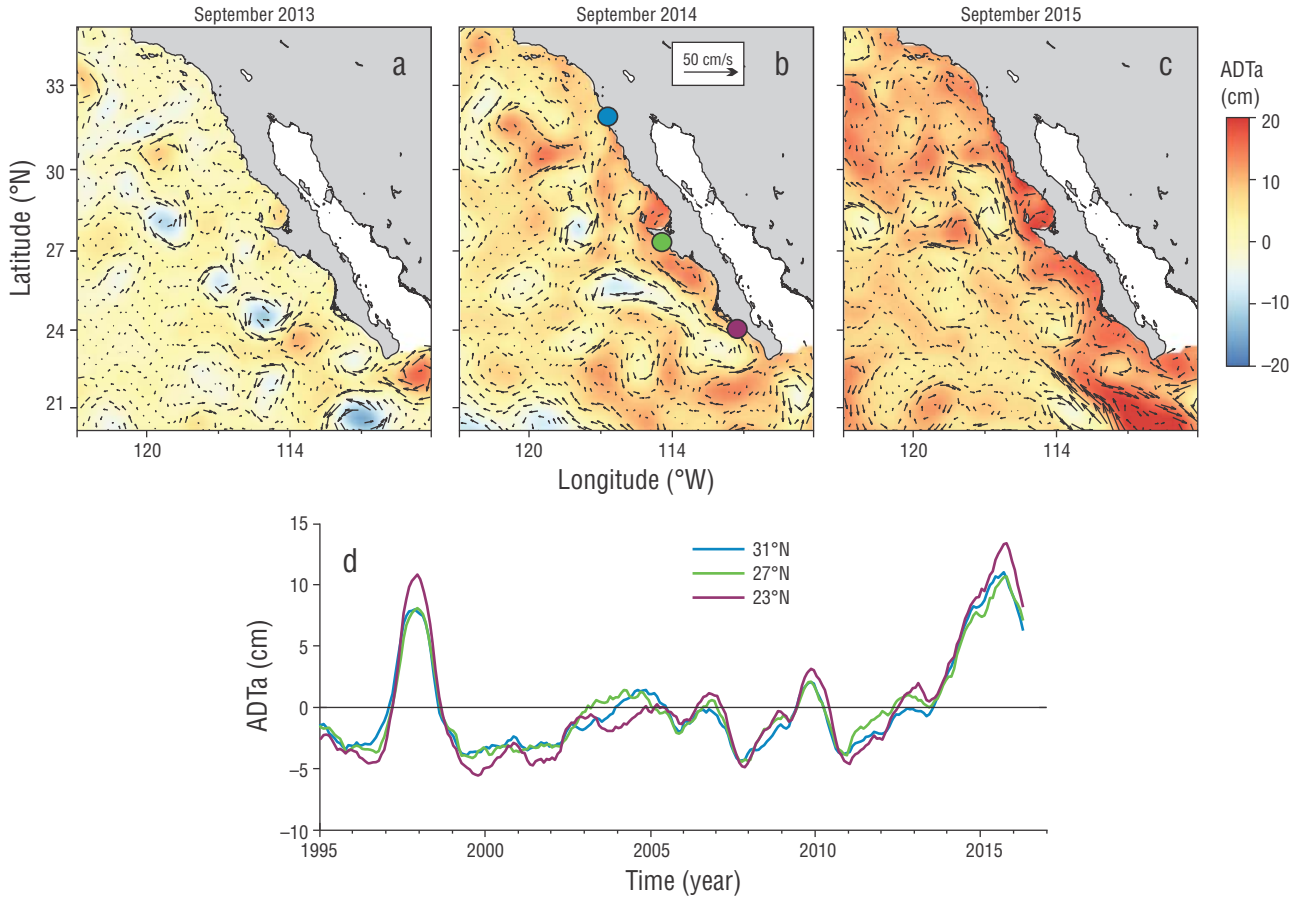 September 2013
September 2014
September 2015
a
b
c
50 cm/s
ADTa
(cm)
20
10
0
–10
–20
Latitude (°N)
33
30
27
24
21
120
114
120
114
120
114
Longitude (°W)
d
ADTa (cm)
15
10
5
0
–5
–10
31°N
27°N
23°N
1995
2000
2005
2010
2015
Time (year)